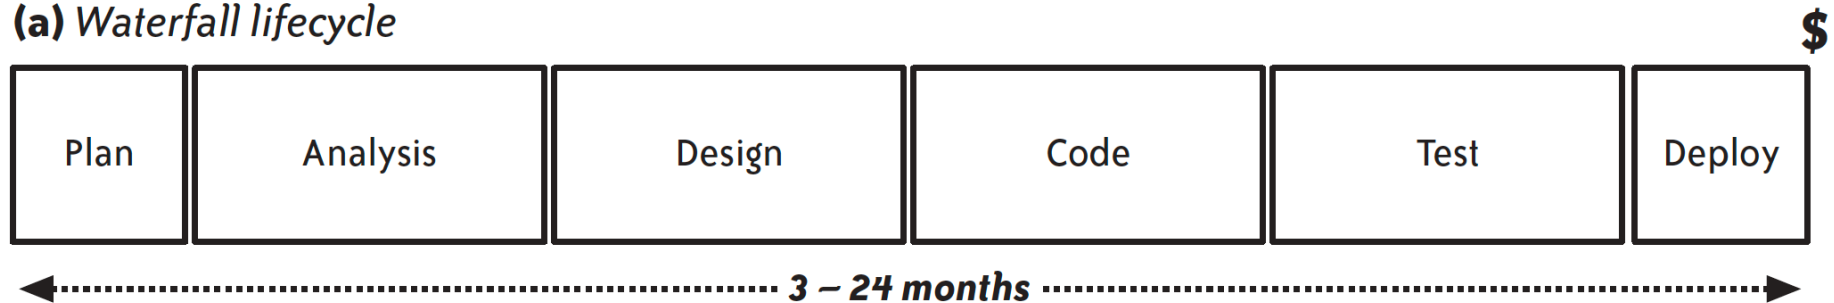 (a) Waterfall lifecycle
$
Plan
Analysis
Design
Code
Test
Deploy
3 – 24 months